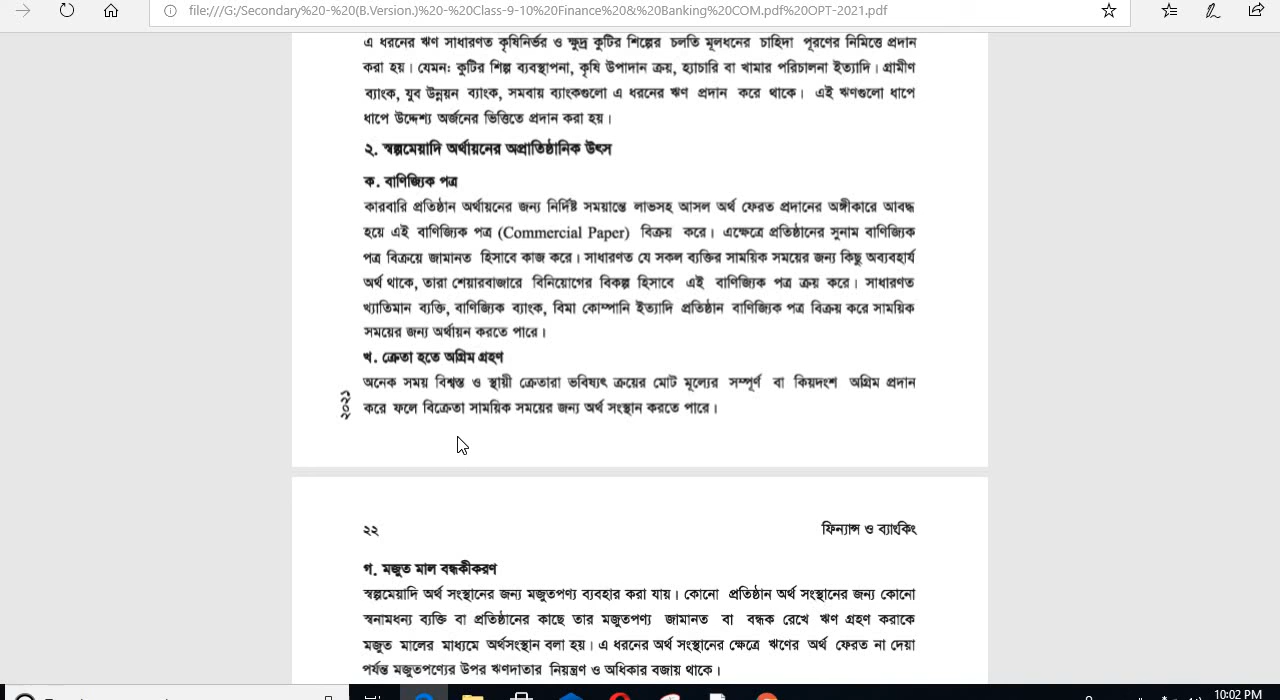 file:///G:/Secondary%20-%20(B.Version.)%20-%20Class-9-10%20Finance%20&%20Banking%20COM.pdf%20OPT-2021.pdf
এ ধরনের ঋণ সাধারণত কৃষিনির্ভর ও ক্ষুদ্র কুটির শিল্পের চলতি মূলধনের চাহিদা পূরণের নিমিত্তে প্রদান
করা হয়। যেমন: কুটির শিল্প ব্যবস্থাপনা, কৃষি উপাদান ক্রয়, হ্যাচারি বা খামার পরিচালনা ইত্যাদি। গ্রামীণ
ব্যাংক, যুব উন্নয়ন ব্যাংক, সমবায় ব্যাংকগুলো এ ধরনের ঋণ প্রদান করে থাকে। এই ঋণগুলো ধাপে
ধাপে উদ্দেশ্য অর্জনের ভিত্তিতে প্রদান করা হয়।
২. স্বল্পমেয়াদি অর্থায়নের অপ্রাতিষ্ঠানিক উৎস
ক. বাণিজ্যিক পত্র
কারবারি প্রতিষ্ঠান অর্থায়নের জন্য নির্দিষ্ট সময়ান্তে লাভসহ আসল অর্থ ফেরত প্রদানের অঙ্গীকারে আবদ্ধ
হয়ে এই বাণিজ্যিক পত্র (Commercial Paper) বিক্রয় করে। এক্ষেত্রে প্রতিষ্ঠানের সুনাম বাণিজ্যিক
পত্র বিক্রয়ে জামানত হিসাবে কাজ করে। সাধারণত যে সকল ব্যক্তির সাময়িক সময়ের জন্য কিছু অব্যবহার্য
অর্থ থাকে, তারা শেয়ারবাজারে বিনিয়োগের বিকল্প হিসাবে এই বাণিজ্যিক পত্র ক্রয় করে। সাধারণত
খ্যাতিমান ব্যক্তি, বাণিজ্যিক ব্যাংক, বিমা কোম্পানি ইত্যাদি প্রতিষ্ঠান বাণিজ্যিক পত্র বিক্রয় করে সাময়িক
সময়ের জন্য অর্থায়ন করতে পারে।
খ. ক্রেতা হতে অগ্রিম গ্রহণ
অনেক সময় বিশ্বস্ত ও স্থায়ী ক্রেতারা ভবিষ্যৎ ক্রয়ের মোট মূল্যের সম্পূর্ণ বা কিয়দংশ অগ্রিম প্রদান
করে ফলে বিক্রেতা সাময়িক সময়ের জন্য অর্থ সংস্থান করতে পারে।
২০২১
২২ ফিন্যান্স ও ব্যাংকিং
গ. মজুত মাল বন্ধকীকরণ
স্বল্পমেয়াদি অর্থ সংস্থানের জন্য মজুতপণ্য ব্যবহার করা যায়। কোনো প্রতিষ্ঠান অর্থ সংস্থানের জন্য কোনো
স্বনামধন্য ব্যক্তি বা প্রতিষ্ঠানের কাছে তার মজুতপণ্য জামানত বা বন্ধক রেখে ঋণ গ্রহণ করাকে
মজুত মালের মাধ্যমে অর্থসংস্থান বলা হয়। এ ধরনের অর্থ সংস্থানের ক্ষেত্রে ঋণের অর্থ ফেরত না দেয়া
পর্যন্ত মজুতপণ্যের উপর ঋণদাতার নিয়ন্ত্রণ ও অধিকার বজায় থাকে।
10:02 PM